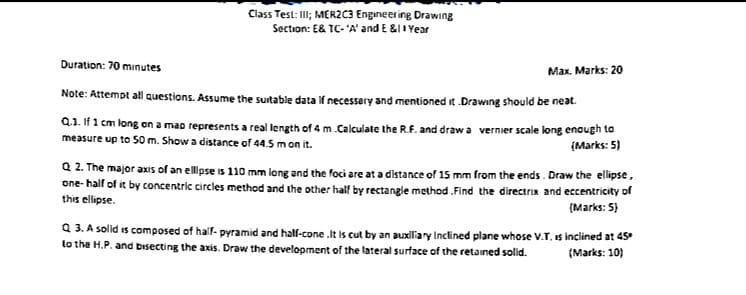 Class Test: III; MER2C3 Engineering Drawing
Section: E& TC- 'A' and E &I I Year
Duration: 70 minutes
Max. Marks: 20
Note: Attempt all questions. Assume the suitable data if necessary and mentioned it .Drawing should be neat.
Q.1. If 1 cm long on a map represents a real length of 4 m .Calculate the R.F. and draw a vernier scale long enough to
measure up to 50 m. Show a distance of 44.5 m on it. (Marks: 5)
Q 2. The major axis of an ellipse is 110 mm long and the foci are at a distance of 15 mm from the ends . Draw the ellipse,
one- half of it by concentric circles method and the other half by rectangle method .Find the directrix and eccentricity of
this ellipse. (Marks: 5)
Q 3. A solid is composed of half- pyramid and half-cone .It is cut by an auxiliary inclined plane whose V.T. is inclined at 45°
to the H.P. and bisecting the axis. Draw the development of the lateral surface of the retained solid. (Marks: 10)